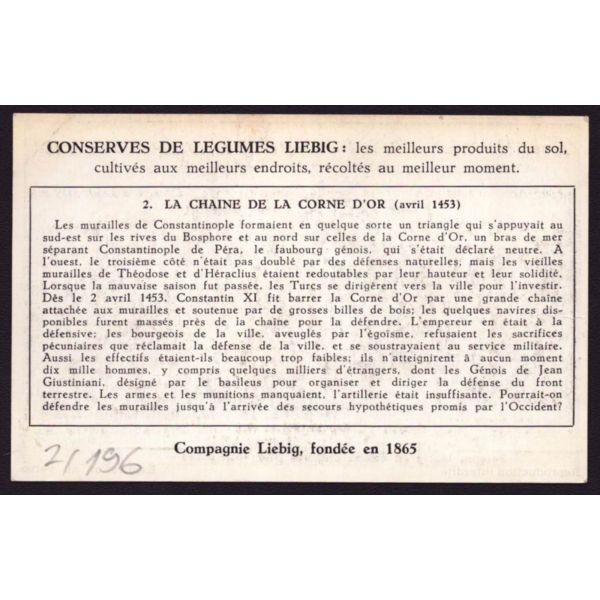 CONSERVES DE LEGUMES LIEBIG: les meilleurs produits du sol,
cultivés aux meilleurs endroits, récoltés au meilleur moment.
2. LA CHAINE DE LA CORNE D'OR (avril 1453)
Les murailles de Constantinople formaient en quelque sorte un triangle qui s'appuyait au
sud-est sur les rives du Bosphore et au nord sur celles de la Corne d'Or, un bras de mer
séparant Constantinople de Péra, le faubourg génois, qui s'était déclaré neutre. A
l'ouest, le troisième côté n'était pas doublé par des défenses naturelles, mais les vieilles
murailles de Théodose et d'Héraclius étaient redoutables par leur hauteur et leur solidité.
Lorsque la mauvaise saison fut passée, les Turcs se dirigèrent vers la ville pour l'investir.
Dès le 2 avril 1453, Constantin XI fit barrer la Corne d'Or par une grande chaîne
attachée aux murailles et soutenue par de grosses billes de bois; les quelques navires dis-
ponibles furent massés près de la chaîne pour la défendre. L'empereur en était à la
défensive; les bourgeois de la ville, aveuglés par l'égoïsme, refusaient les sacrifices
pécuniaires que réclamait la défense de la ville, et se soustrayaient au service militaire.
Aussi les effectifs étaient-ils beaucoup trop faibles; ils n'atteignirent à aucun moment
dix mille hommes, y compris quelques milliers d'étrangers, dont les Génois de Jean
Giustiniani, désigné par le basileus pour organiser et diriger la défense du front
terrestre. Les armes et les munitions manquaient, l'artillerie était insuffisante. Pourrait-on
défendre les murailles jusqu'à l'arrivée des secours hypothétiques promis par l'Occident?
Compagnie Liebig, fondée en 1865
2/196